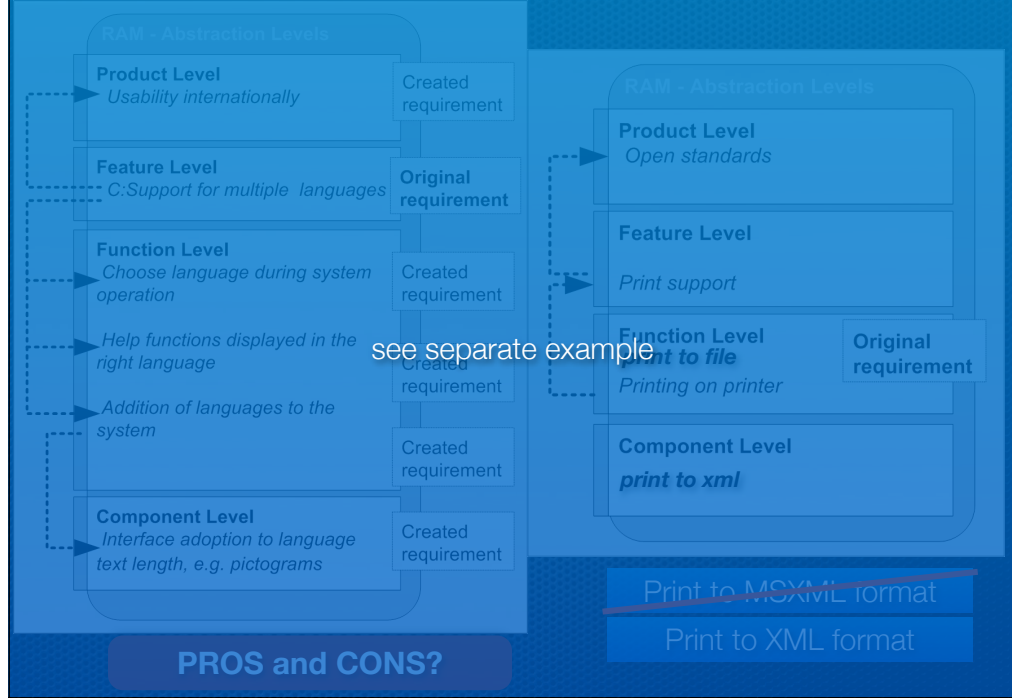 RAM - Abstraction Levels
Product Level
Usability internationally
Created
requirement
Feature Level
C:Support for multiple languages
Original
requirement
Function Level
Choose language during system
operation
Created
requirement
Help functions displayed in the
right language
Created
requirement
Addition of languages to the
system
Created
requirement
Component Level
Interface adoption to language
text length, e.g. pictograms
Created
requirement
PROS and CONS?
see separate example
RAM - Abstraction Levels
Product Level
Open standards
Feature Level
Print support
Function Level
print to file
Printing on printer
Original
requirement
Component Level
print to xml
Print to MSXML format
Print to XML format